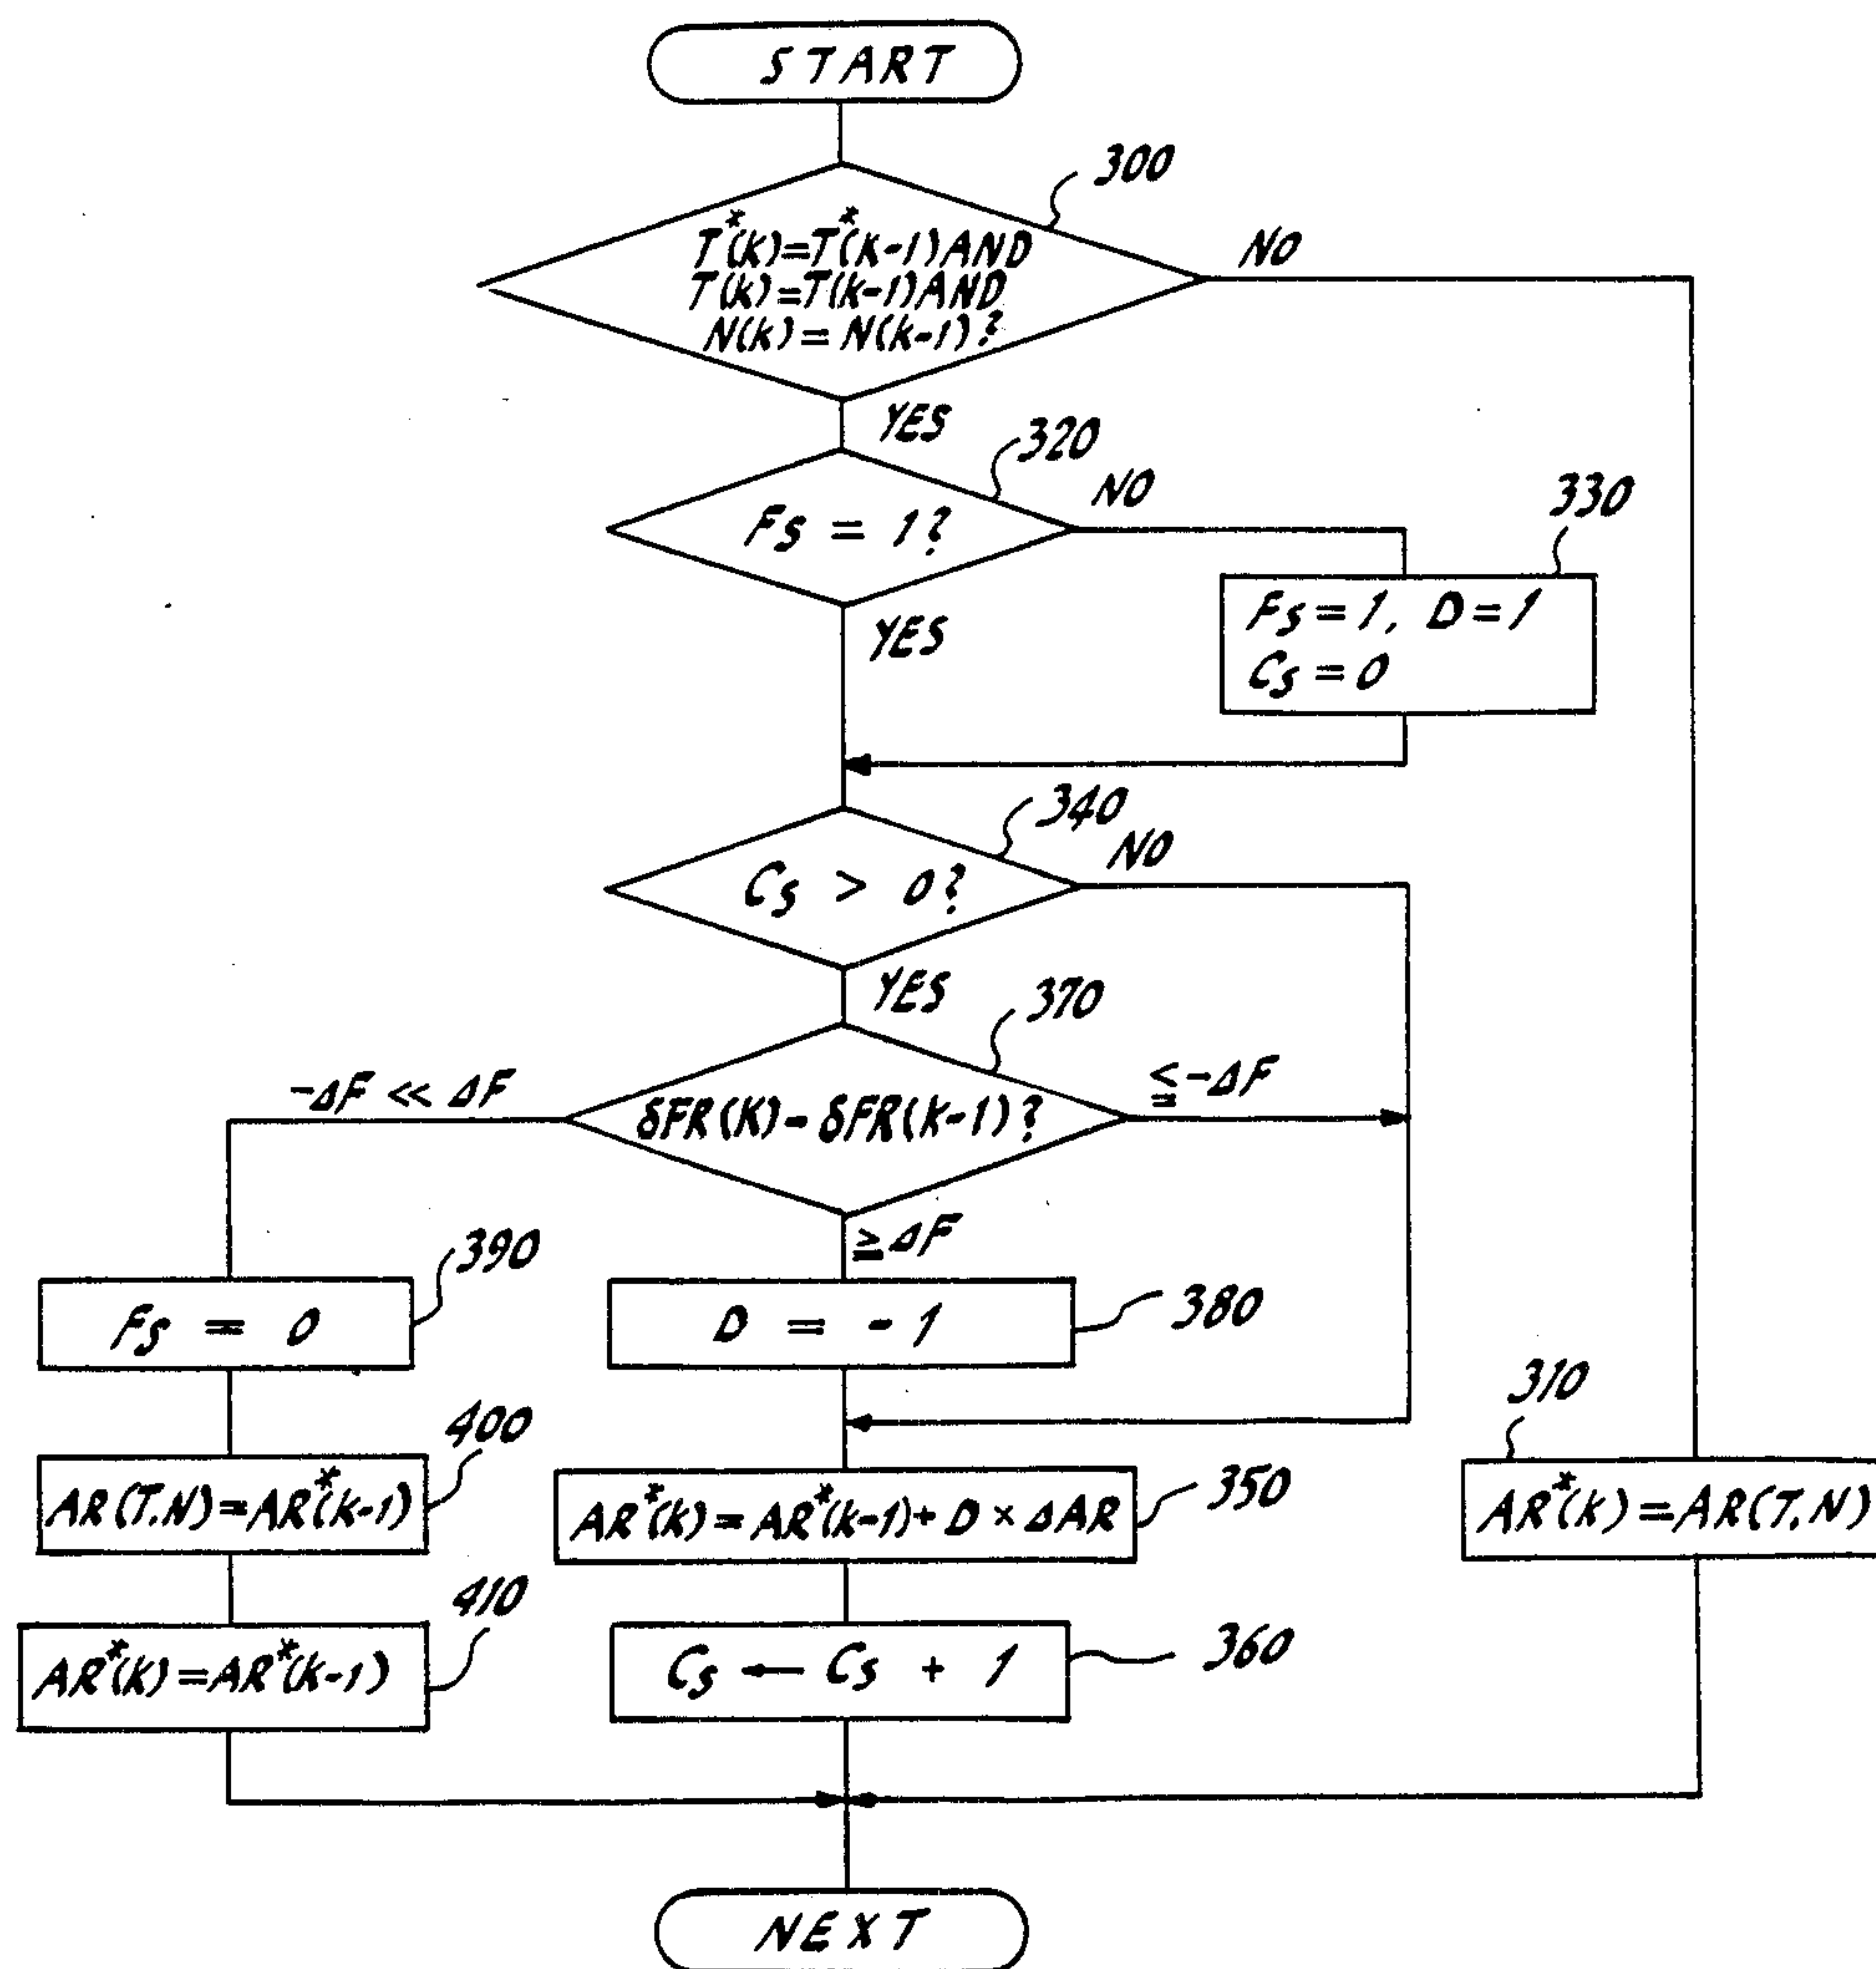 START
300
T*(k)=T*(k-1)AND
T(k)=T(k-1)AND
N(k)=N(k-1)?
NO
YES
320
Fs = 1?
NO
330
Fs=1, D=1
Cs=0
YES
340
Cs > 0?
NO
YES
370
δFR(K)-δFR(k-1)?
-ΔF << ΔF
≦-ΔF
≧ΔF
390
Fs = 0
D = -1
380
310
400
AR(T.N)=AR*(k-1)
AR*(k)=AR*(k-1)+D×ΔAR
350
AR*(k)=AR(T,N)
410
AR*(K)=AR*(k-1)
Cs ← Cs + 1
360
NEXT